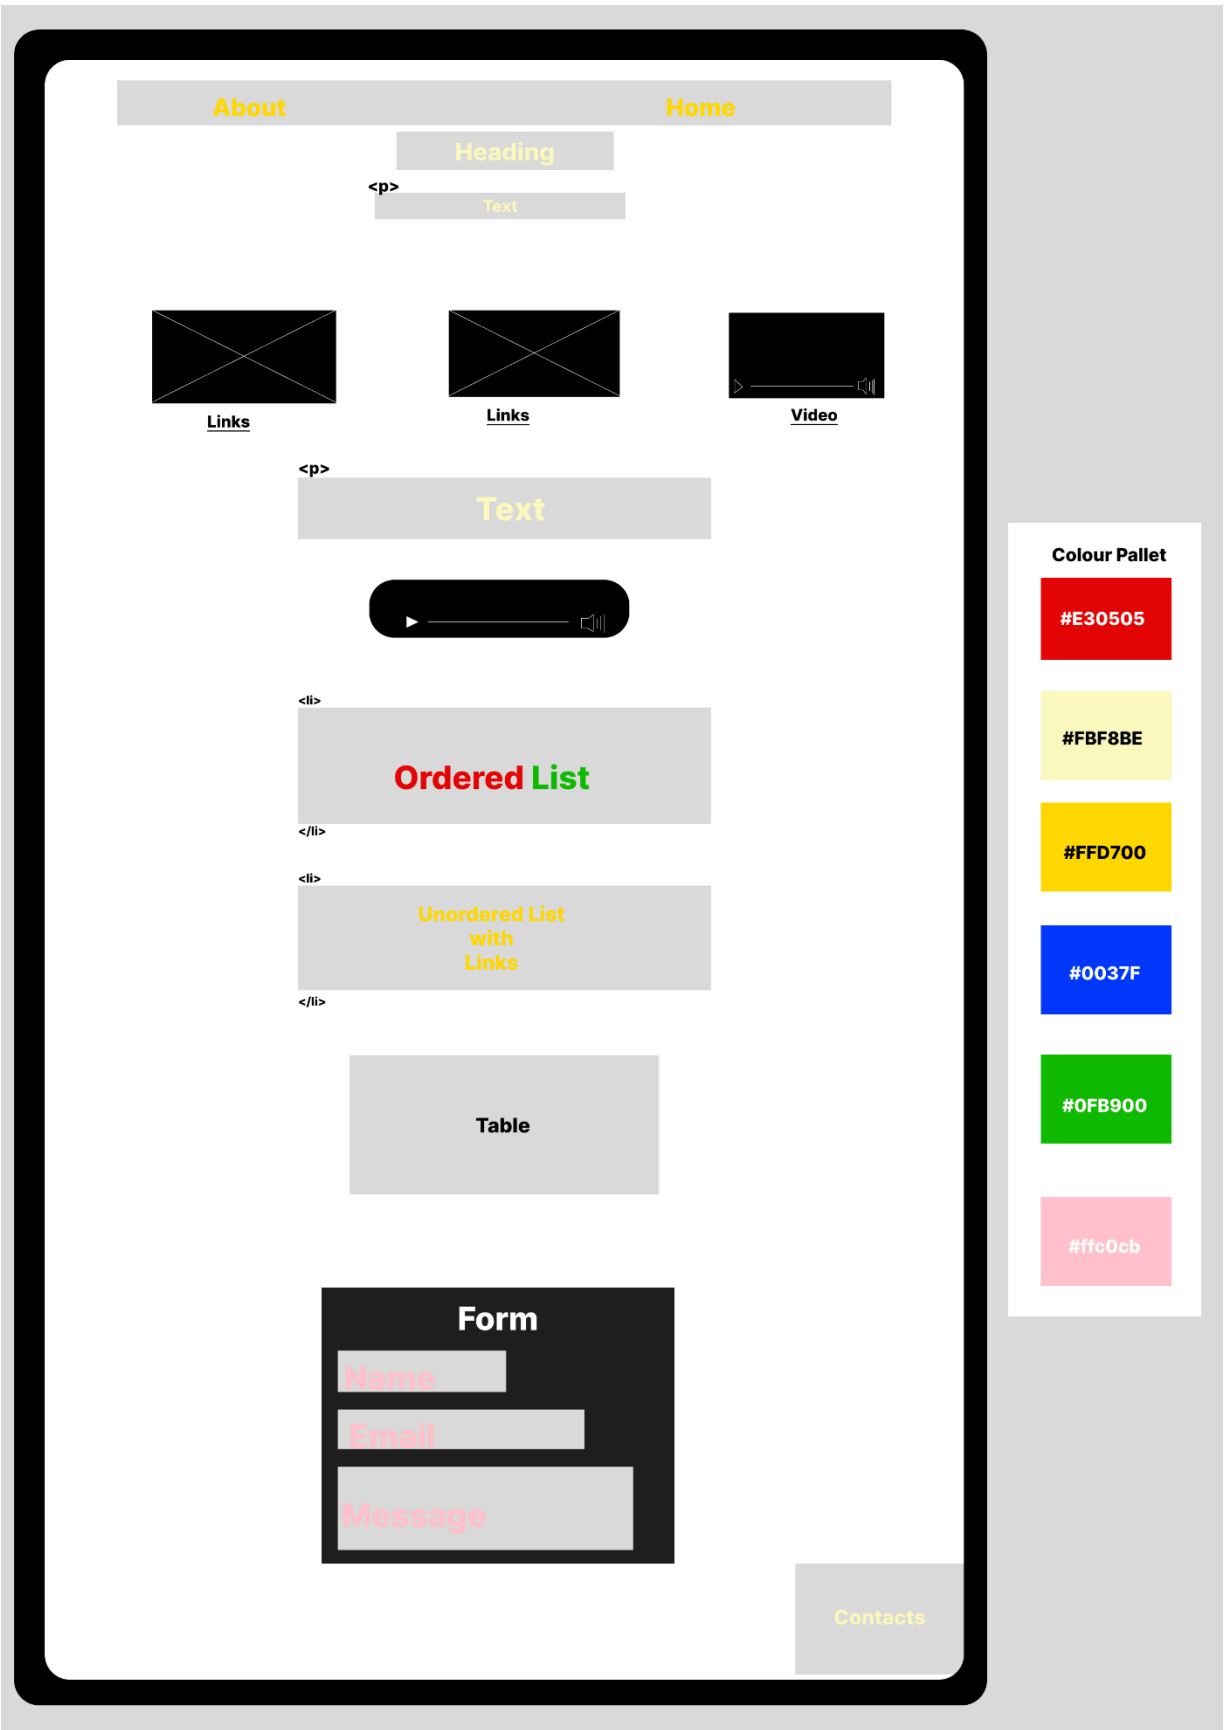 About
Home
Heading
<p>
Text
Links
Links
Video
<p>
Text
<li>
Ordered List
</li>
<li>
Unordered List
with
Links
</li>
Table
Form
Name
Email
Message
Contacts
Colour Pallet
#E30505
#FBF8BE
#FFD700
#0037F
#0FB900
#ffc0cb